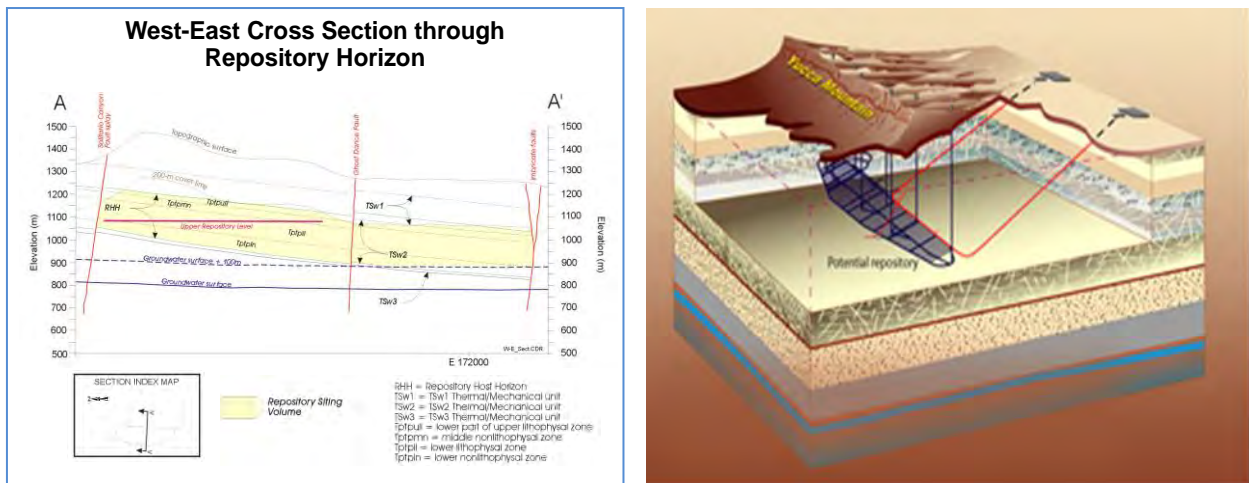 West-East Cross Section through
Repository Horizon
A
A'
Solitario Canyon
Fault splay
Ghost Dance Fault
Imbricate faults
1500
1400
1300
1200
1100
1000
900
800
700
600
500
Elevation (m)
1500
1400
1300
1200
1100
1000
900
800
700
600
500
Elevation (m)
Topographic surface
200-m cover line
Tptpull
Tptpmn
RHH
TSw1
Upper Repository Level
Tptpll
Tptpln
TSw2
Groundwater surface + 100m
Groundwater surface
TSw3
E 172000
SECTION INDEX MAP
Repository Siting
Volume
RHH = Repository Host Horizon
TSw1 = TSw1 Thermal/Mechanical unit
TSw2 = TSw2 Thermal/Mechanical unit
TSw3 = TSw3 Thermal/Mechanical unit
Tptpull = lower part of upper lithophysal zone
Tptpmn = middle nonlithophysal zone
Tptpll = lower lithophysal zone
Tptpln = lower nonlithophysal zone
Yucca Mountain
Potential repository